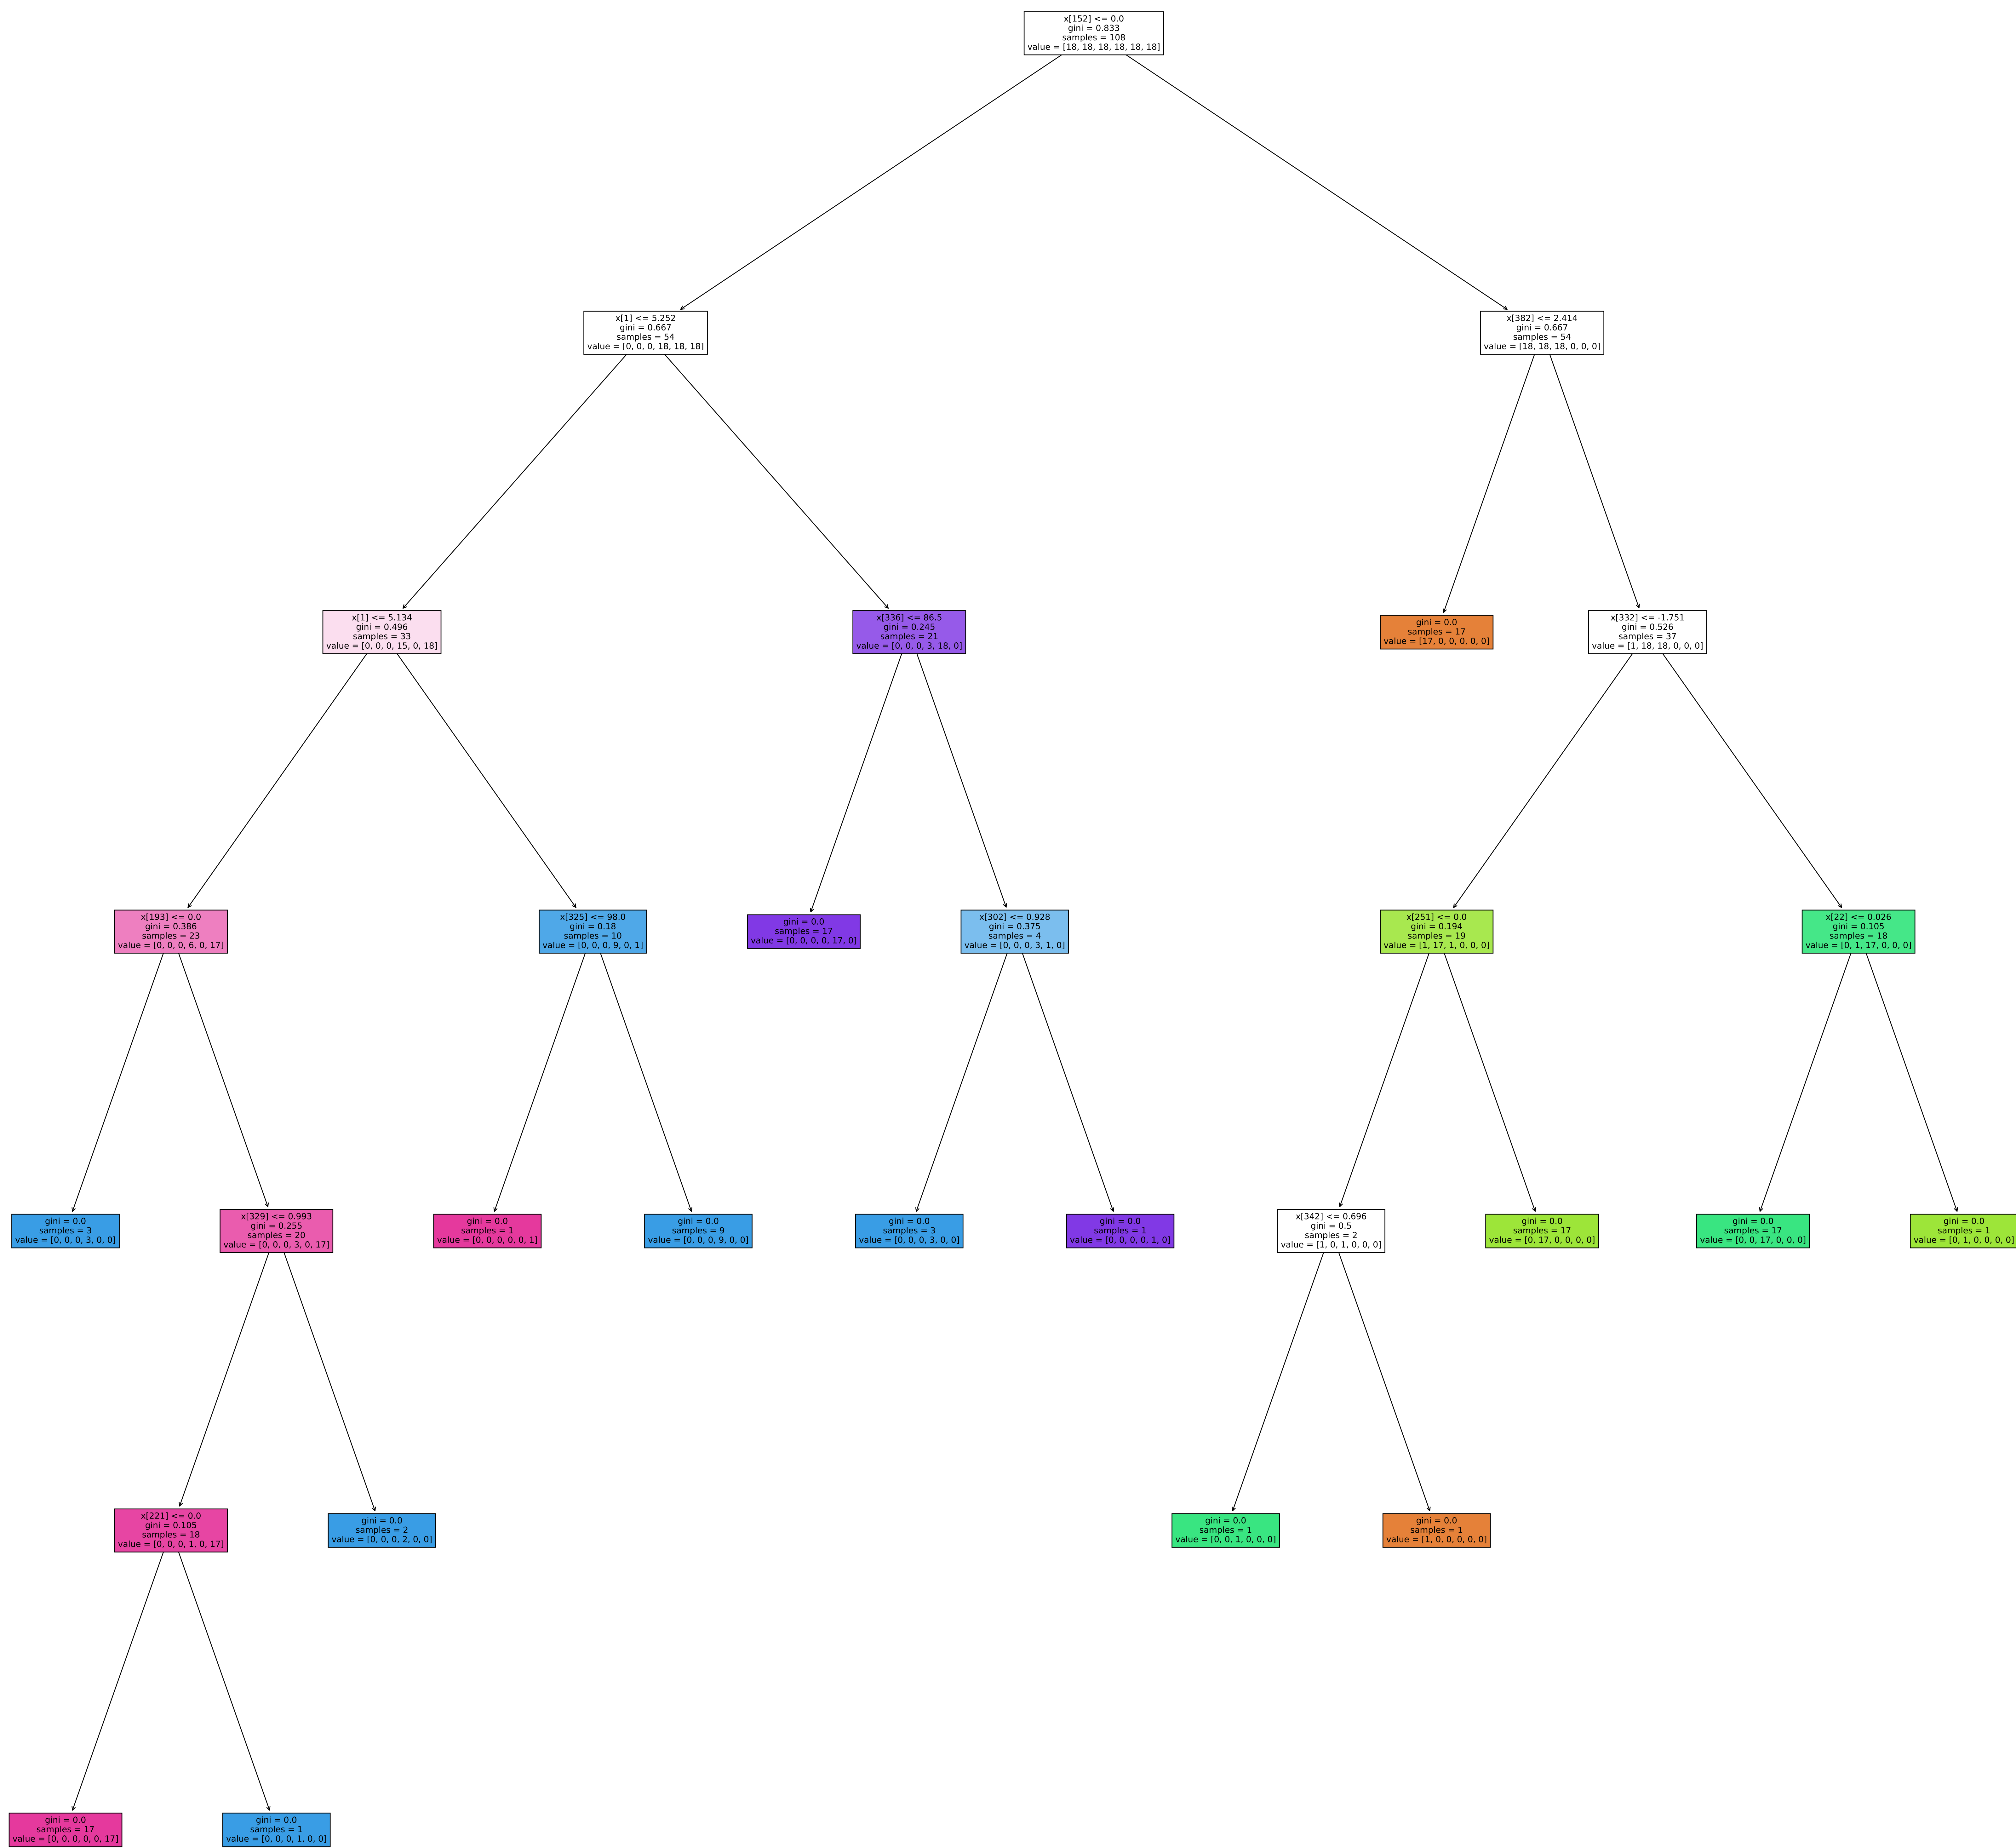 x[152] <= 0.0
gini = 0.833
samples = 108
value = [18, 18, 18, 18, 18, 18]
x[1] <= 5.252
gini = 0.667
samples = 54
value = [0, 0, 0, 18, 18, 18]
x[382] <= 2.414
gini = 0.667
samples = 54
value = [18, 18, 18, 0, 0, 0]
x[1] <= 5.134
gini = 0.496
samples = 33
value = [0, 0, 0, 15, 0, 18]
x[336] <= 86.5
gini = 0.245
samples = 21
value = [0, 0, 0, 3, 18, 0]
gini = 0.0
samples = 17
value = [17, 0, 0, 0, 0, 0]
x[332] <= -1.751
gini = 0.526
samples = 37
value = [1, 18, 18, 0, 0, 0]
x[193] <= 0.0
gini = 0.386
samples = 23
value = [0, 0, 0, 6, 0, 17]
x[325] <= 98.0
gini = 0.18
samples = 10
value = [0, 0, 0, 9, 0, 1]
gini = 0.0
samples = 17
value = [0, 0, 0, 0, 17, 0]
x[302] <= 0.928
gini = 0.375
samples = 4
value = [0, 0, 0, 3, 1, 0]
x[251] <= 0.0
gini = 0.194
samples = 19
value = [1, 17, 1, 0, 0, 0]
x[22] <= 0.026
gini = 0.105
samples = 18
value = [0, 1, 17, 0, 0, 0]
gini = 0.0
samples = 3
value = [0, 0, 0, 3, 0, 0]
x[329] <= 0.993
gini = 0.255
samples = 20
value = [0, 0, 0, 3, 0, 17]
gini = 0.0
samples = 1
value = [0, 0, 0, 0, 0, 1]
gini = 0.0
samples = 9
value = [0, 0, 0, 9, 0, 0]
gini = 0.0
samples = 3
value = [0, 0, 0, 3, 0, 0]
gini = 0.0
samples = 1
value = [0, 0, 0, 0, 1, 0]
x[342] <= 0.696
gini = 0.5
samples = 2
value = [1, 0, 1, 0, 0, 0]
gini = 0.0
samples = 17
value = [0, 17, 0, 0, 0, 0]
gini = 0.0
samples = 17
value = [0, 0, 17, 0, 0, 0]
gini = 0.0
samples = 1
value = [0, 1, 0, 0, 0, 0]
x[221] <= 0.0
gini = 0.105
samples = 18
value = [0, 0, 0, 1, 0, 17]
gini = 0.0
samples = 2
value = [0, 0, 0, 2, 0, 0]
gini = 0.0
samples = 1
value = [0, 0, 1, 0, 0, 0]
gini = 0.0
samples = 1
value = [1, 0, 0, 0, 0, 0]
gini = 0.0
samples = 17
value = [0, 0, 0, 0, 0, 17]
gini = 0.0
samples = 1
value = [0, 0, 0, 1, 0, 0]